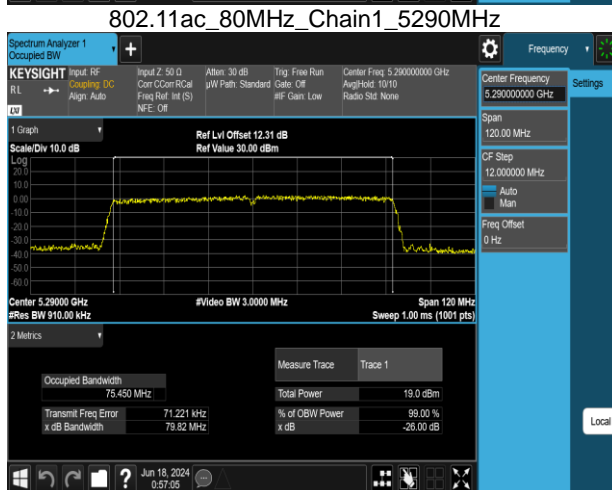 802.11ac_80MHz_Chain1_5290MHz
Spectrum Analyzer 1
Occupied BW
Frequency
KEYSIGHT
RL
LXI
Input: RF
Coupling: DC
Align: Auto
Input Z: 50 Ω
Corr CCorr RCal
Freq Ref: Int (S)
NFE: Off
Atten: 30 dB
µW Path: Standard
Trig: Free Run
Gate: Off
#IF Gain: Low
Center Freq: 5.290000000 GHz
Avg|Hold: 10/10
Radio Std: None
Center Frequency
5.290000000 GHz
Settings
Span
120.00 MHz
CF Step
12.000000 MHz
Auto
Man
Freq Offset
0 Hz
1 Graph
Scale/Div 10.0 dB
Ref Lvl Offset 12.31 dB
Ref Value 30.00 dBm
Log
20.0
10.0
0.00
-10.0
-20.0
-30.0
-40.0
-50.0
-60.0
Center 5.29000 GHz
#Video BW 3.0000 MHz
Span 120 MHz
#Res BW 910.00 kHz
Sweep 1.00 ms (1001 pts)
2 Metrics
Measure Trace
Trace 1
Occupied Bandwidth
75.450 MHz
Total Power
19.0 dBm
Transmit Freq Error
71.221 kHz
% of OBW Power
99.00 %
x dB Bandwidth
79.82 MHz
x dB
-26.00 dB
Local
?
Jun 18, 2024
0:57:05